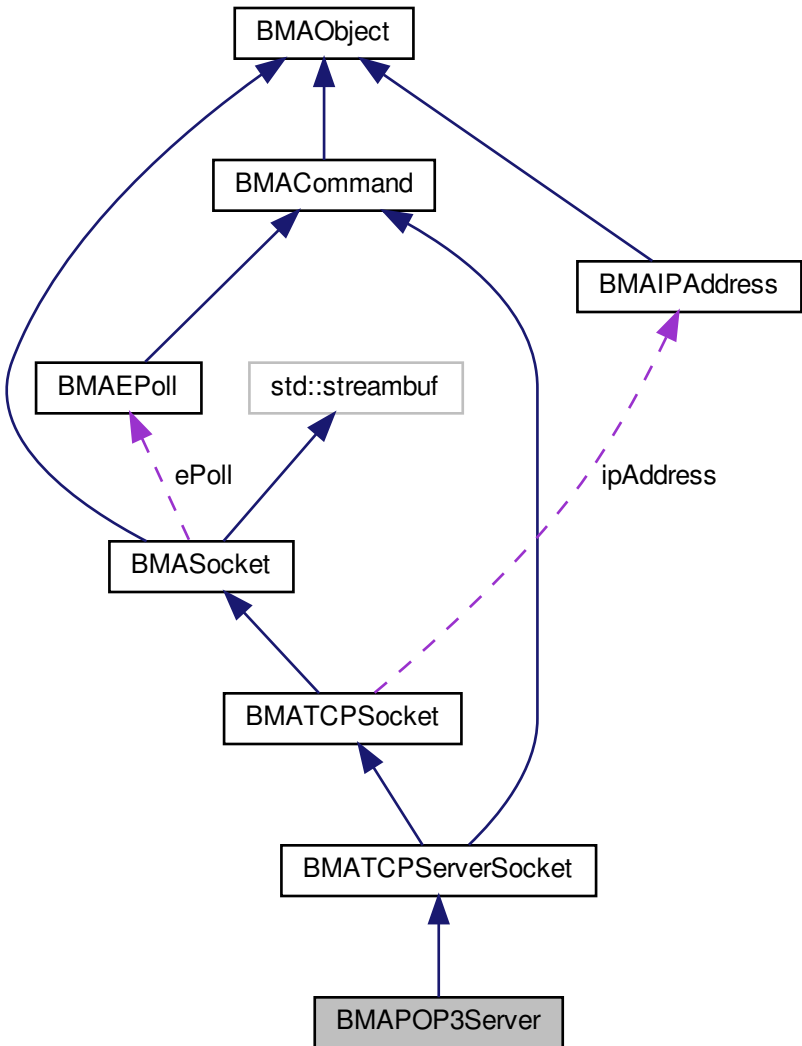 BMAObject
BMACommand
BMAIPAddress
BMAEPoll
std::streambuf
ePoll
ipAddress
BMASocket
BMATCPSocket
BMATCPServerSocket
BMAPOP3Server